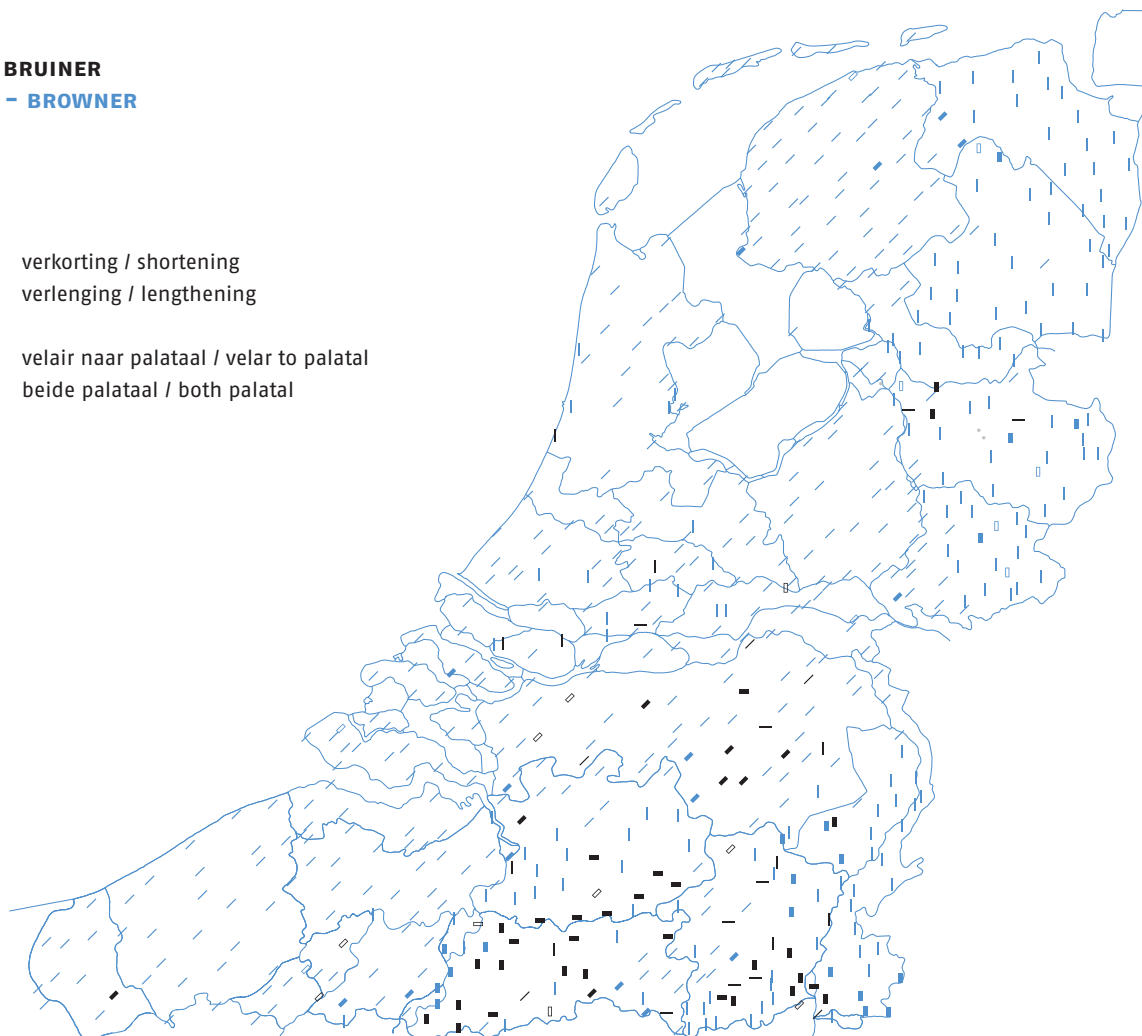 BRUINER
– BROWNER
verkorting / shortening
verlenging / lengthening
velair naar palataal / velar to palatal
beide palataal / both palatal